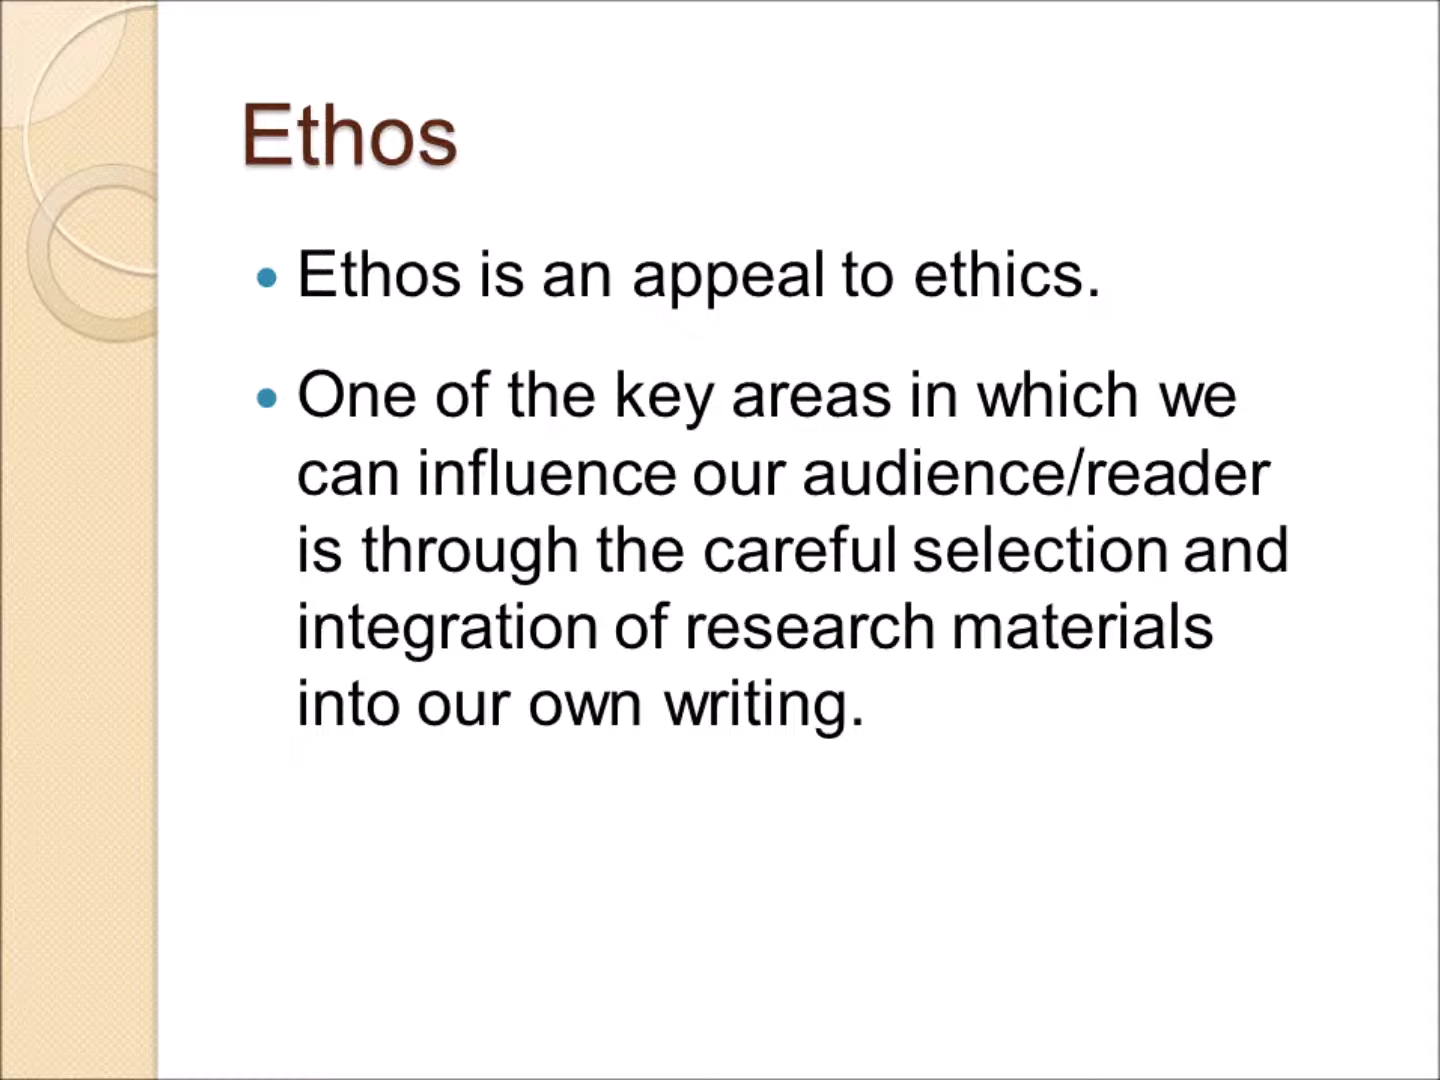 Ethos
Ethos is an appeal to ethics.
One of the key areas in which we
can influence our audience/reader
is through the careful selection and
integration of research materials
into our own writing.